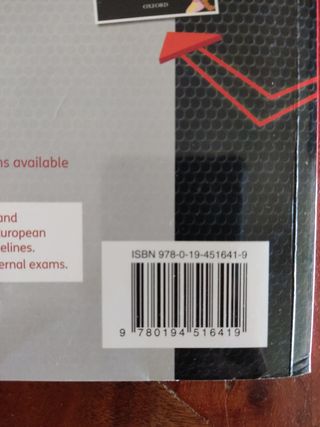 OXFORD
ns available
and
uropean
elines.
ernal exams.
ISBN 978-0-19-451641-9
9 780194 516419